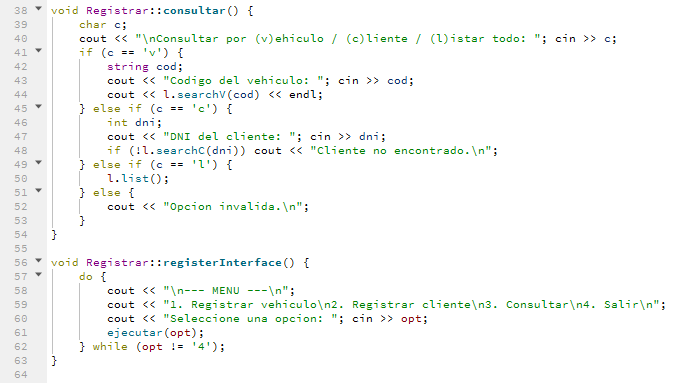 38 void Registrar::consultar() {
39 char c;
40 cout << "\nConsultar por (v)ehiculo / (c)liente / (l)istar todo: "; cin >> c;
41 if (c == 'v') {
42 string cod;
43 cout << "Codigo del vehiculo: "; cin >> cod;
44 cout << l.searchV(cod) << endl;
45 } else if (c == 'c') {
46 int dni;
47 cout << "DNI del cliente: "; cin >> dni;
48 if (!l.searchC(dni)) cout << "Cliente no encontrado.\n";
49 } else if (c == 'l') {
50 l.list();
51 } else {
52 cout << "Opcion invalida.\n";
53 }
54 }
55
56 void Registrar::registerInterface() {
57 do {
58 cout << "\n--- MENU ---\n";
59 cout << "1. Registrar vehiculo\n2. Registrar cliente\n3. Consultar\n4. Salir\n";
60 cout << "Seleccione una opcion: "; cin >> opt;
61 ejecutar(opt);
62 } while (opt != '4');
63 }
64